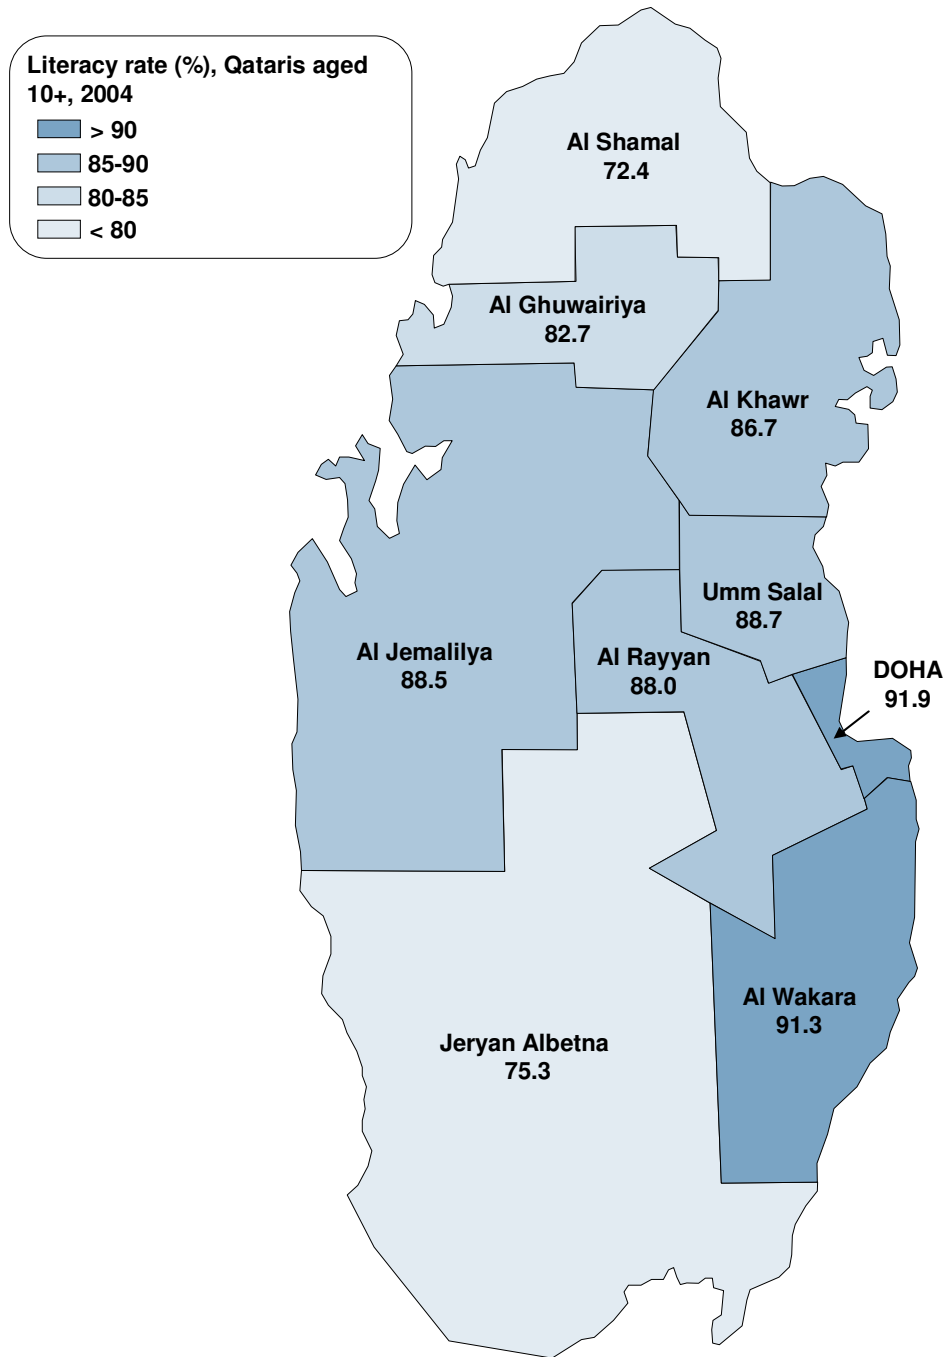 Literacy rate (%), Qataris aged
10+, 2004
> 90
85-90
80-85
< 80
Al Shamal
72.4
Al Ghuwairiya
82.7
Al Khawr
86.7
Umm Salal
88.7
Al Jemalilya
88.5
Al Rayyan
88.0
DOHA
91.9
Al Wakara
91.3
Jeryan Albetna
75.3